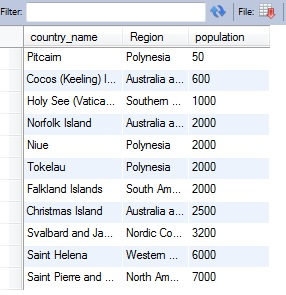 Filter: File:
country_name Region population
Pitcairn Polynesia 50
Cocos (Keeling) I... Australia a... 600
Holy See (Vatica... Southern ... 1000
Norfolk Island Australia a... 2000
Niue Polynesia 2000
Tokelau Polynesia 2000
Falkland Islands South Am... 2000
Christmas Island Australia a... 2500
Svalbard and Ja... Nordic Co... 3200
Saint Helena Western ... 6000
Saint Pierre and ... North Am... 7000